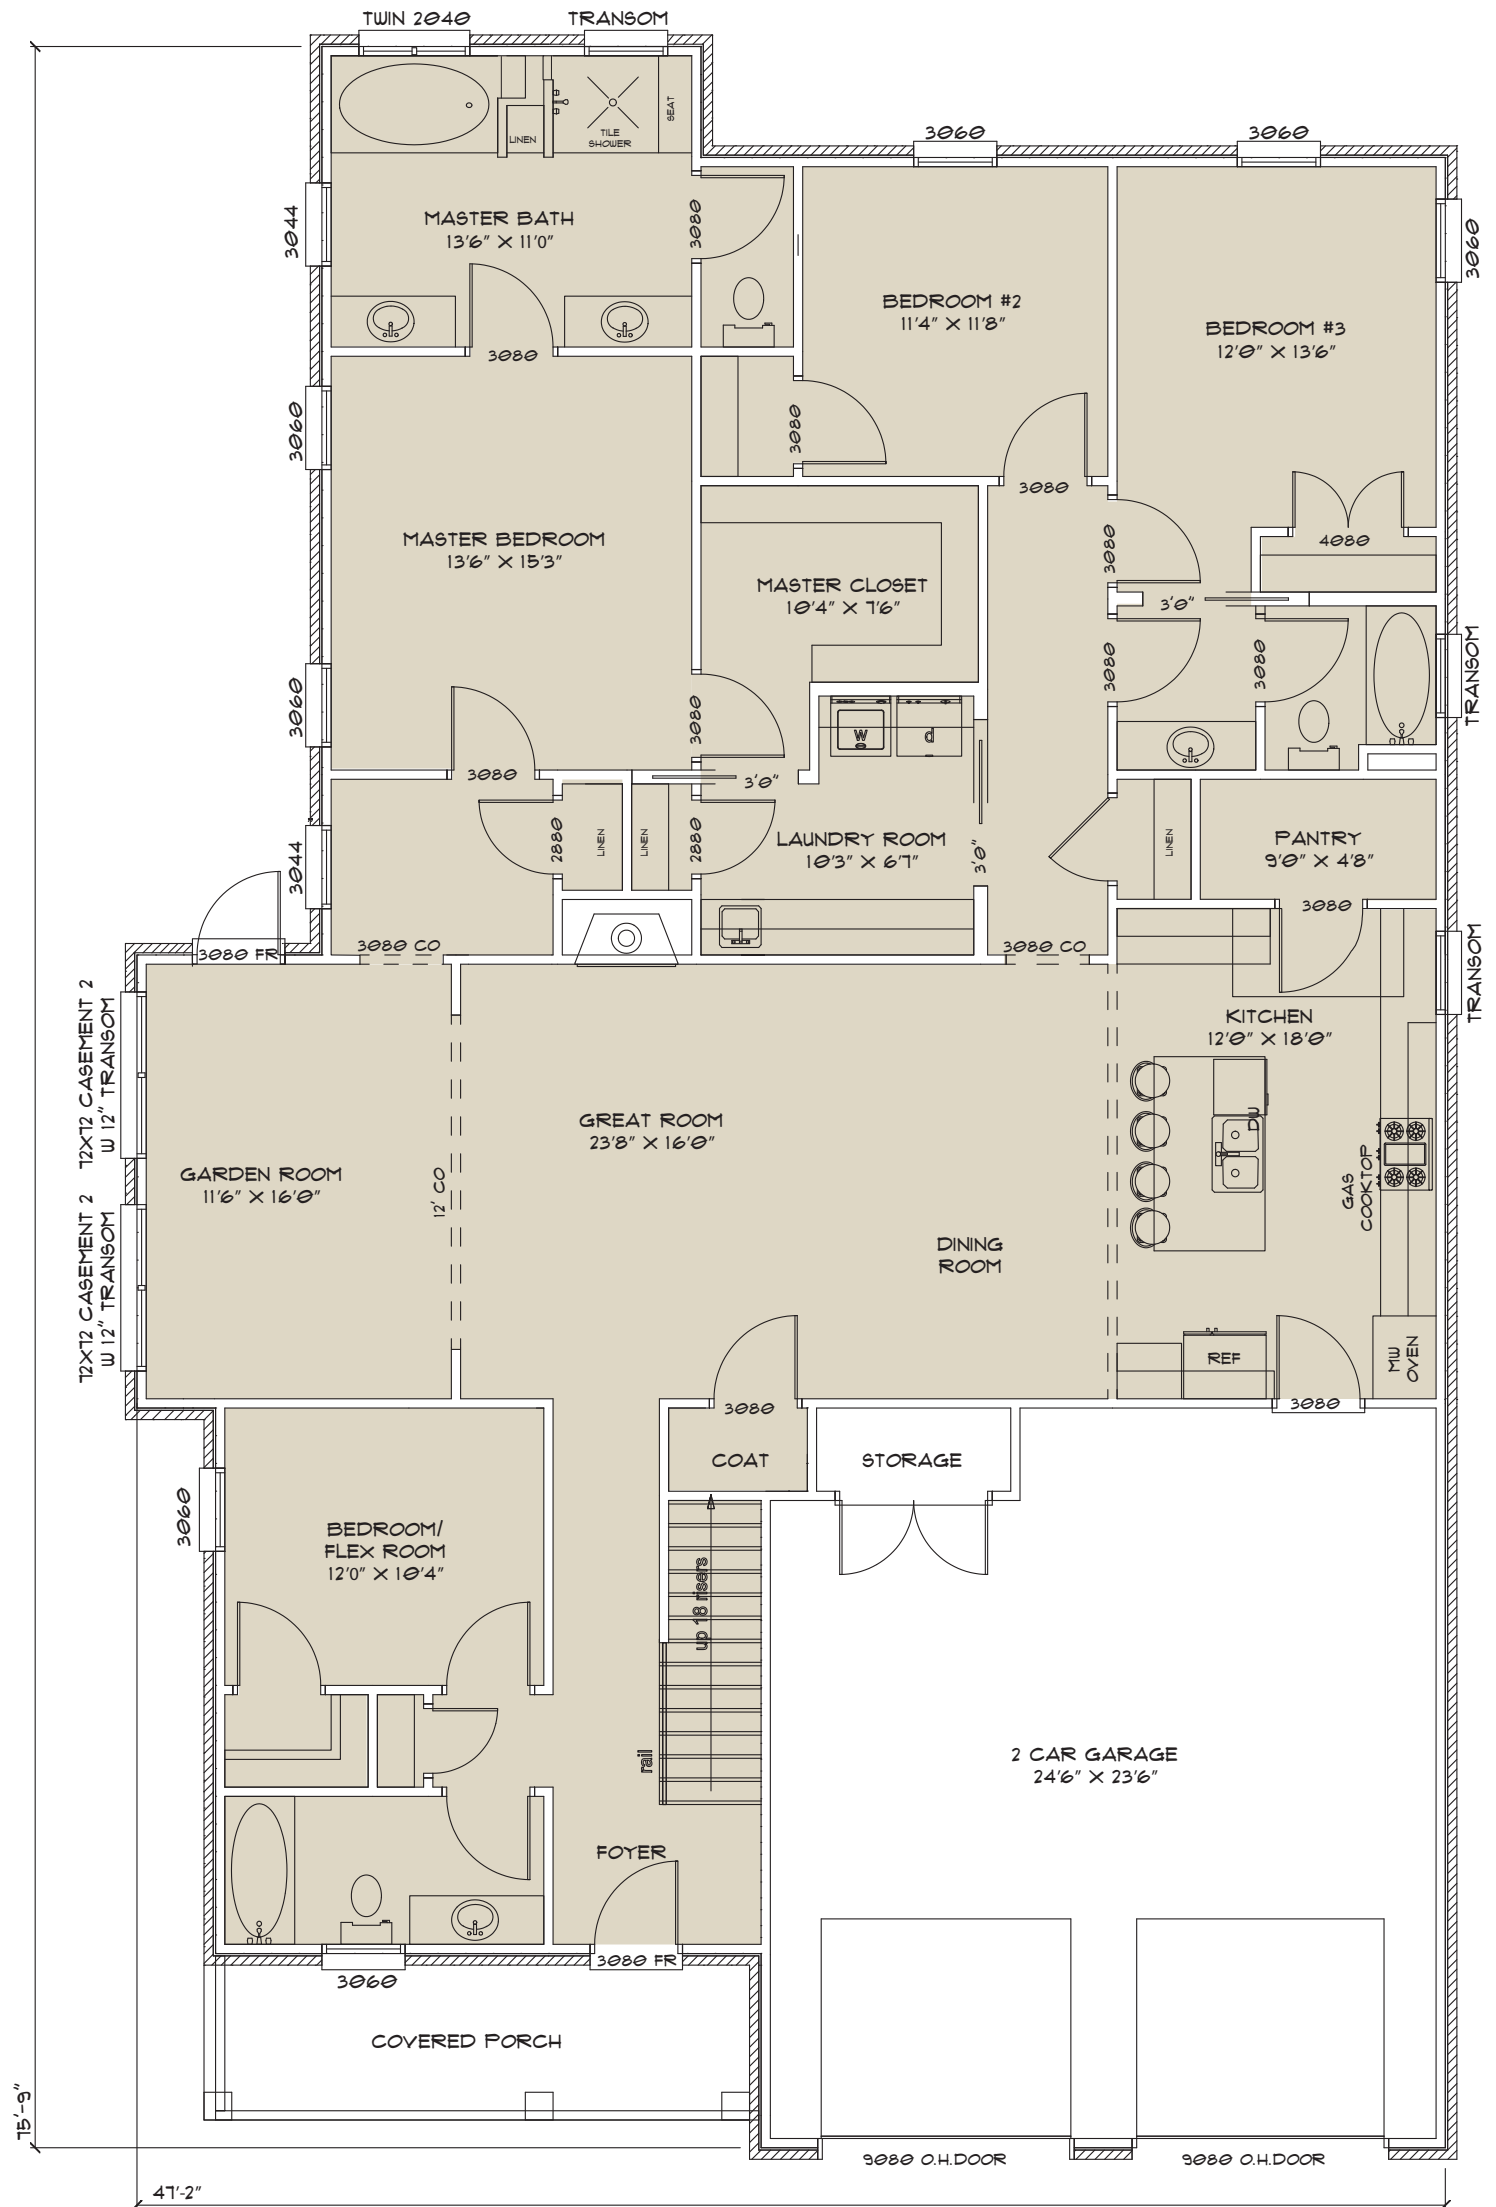 TWIN 2040
TRANSOM
LINEN
TILE
SHOWER
SEAT
3044
MASTER BATH
13'6" X 11'0"
3080
3060
3060
3060
BEDROOM #2
11'4" X 11'8"
BEDROOM #3
12'0" X 13'6"
3080
3060
3080
3080
4080
MASTER BEDROOM
13'6" X 15'3"
MASTER CLOSET
10'4" X 7'6"
3080
3'0"
3080
3080
TRANSOM
3060
3080
W
d
3080
3'0"
3044
2880
LINEN
LINEN
2880
LAUNDRY ROOM
10'3" X 6'7"
3'0"
LINEN
PANTRY
9'0" X 4'8"
3080
3080 FR
3080 CO
3080 CO
TRANSOM
72X72 CASEMENT 2
W 12" TRANSOM
KITCHEN
12'0" X 18'0"
DW
GREAT ROOM
23'8" X 16'0"
GARDEN ROOM
11'6" X 16'0"
12' CO
GAS
COOKTOP
72X72 CASEMENT 2
W 12" TRANSOM
DINING
ROOM
REF
MW
OVEN
3080
3080
COAT
STORAGE
3060
BEDROOM/
FLEX ROOM
12'0" X 10'4"
up 18 risers
rail
2 CAR GARAGE
24'6" X 23'6"
FOYER
3060
3080 FR
COVERED PORCH
75'-9"
9080 O.H.DOOR
9080 O.H.DOOR
47'-2"